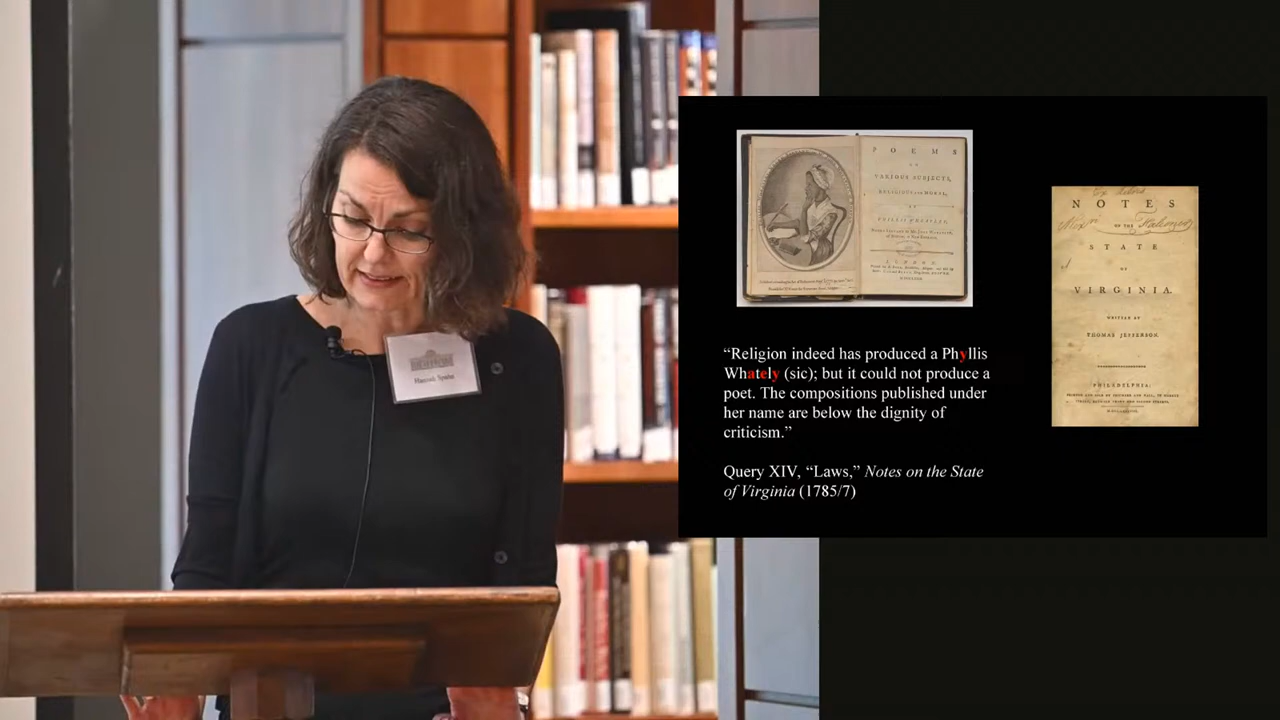 Hannah Spahn
POEMS
ON
VARIOUS SUBJECTS,
RELIGIOUS AND MORAL,
BY
PHILLIS WHEATLEY,
LONDON
NOTES
ON THE
STATE
OF
VIRGINIA.
WRITTEN BY
THOMAS JEFFERSON.
PHILADELPHIA:
“Religion indeed has produced a Phyllis
Whately (sic); but it could not produce a
poet. The compositions published under
her name are below the dignity of
criticism.”
Query XIV, “Laws,” Notes on the State
of Virginia (1785/7)